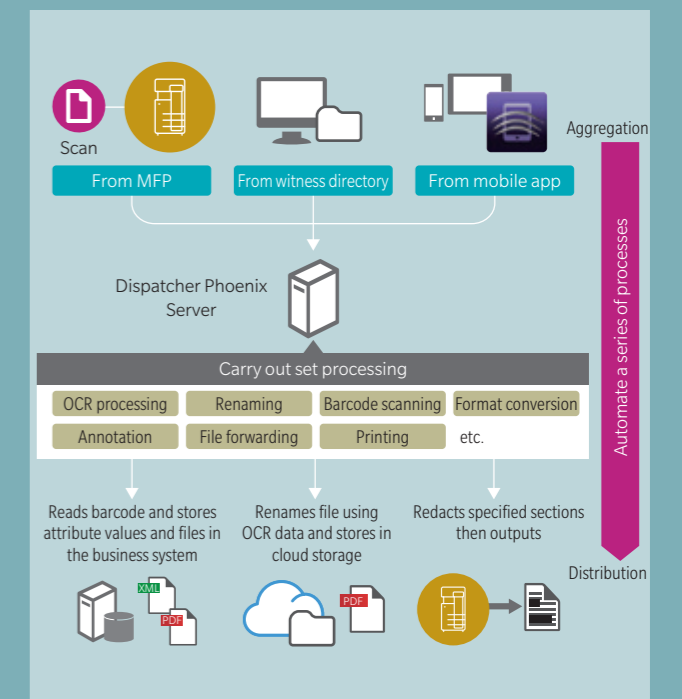 Scan
Aggregation
From MFP
From witness directory
From mobile app
Automate a series of processes
Dispatcher Phoenix
Server
Carry out set processing
OCR processing
Renaming
Barcode scanning
Format conversion
Annotation
File forwarding
Printing
etc.
Reads barcode and stores
attribute values and files in
the business system
Renames file using
OCR data and stores in
cloud storage
Redacts specified sections
then outputs
Distribution
XML
PDF
PDF